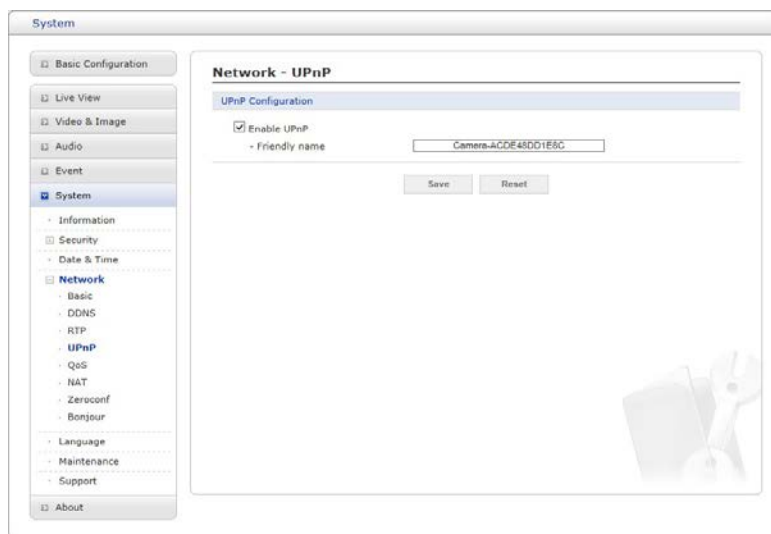 System
Basic Configuration
Live View
Video & Image
Audio
Event
System
Information
Security
Date & Time
Network
Basic
DDNS
RTP
UPnP
QoS
NAT
Zeroconf
Bonjour
Language
Maintenance
Support
About
Network - UPnP
UPnP Configuration
Enable UPnP
- Friendly name Camera-ACDE48DD1E8C
Save Reset